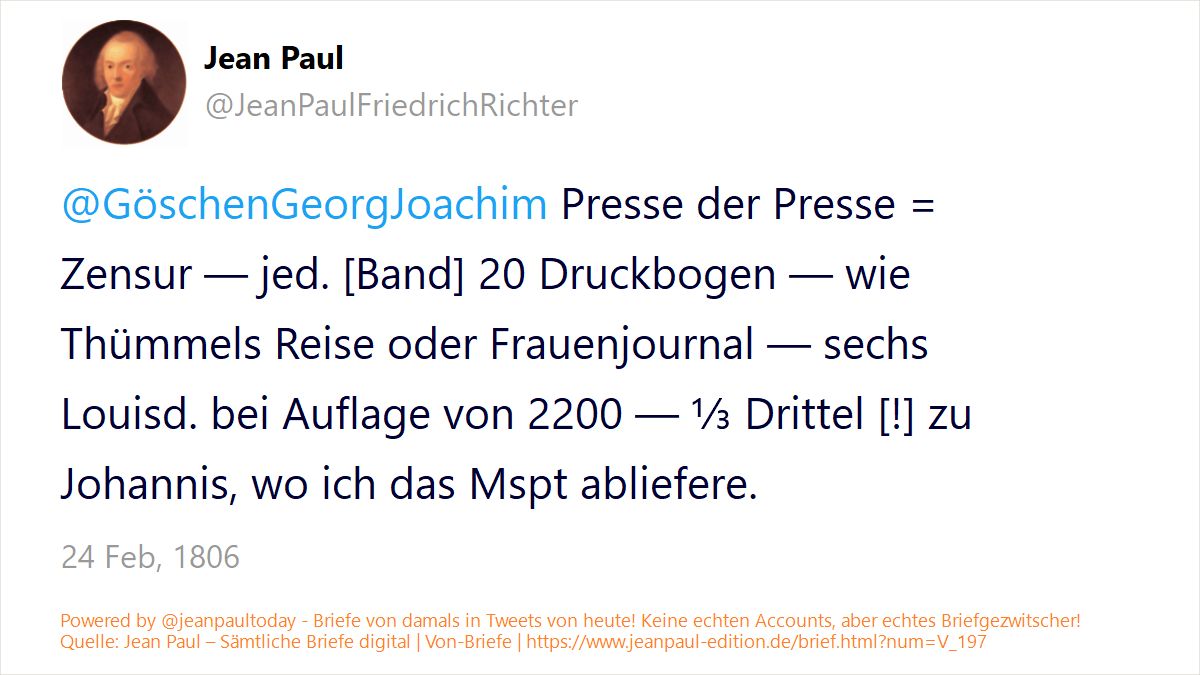 Jean Paul
@JeanPaulFriedrichRichter
@GöschenGeorgJoachim Presse der Presse =
Zensur — jed. [Band] 20 Druckbogen — wie
Thümmels Reise oder Frauenjournal — sechs
Louisd. bei Auflage von 2200 — ⅓ Drittel [!] zu
Johannis, wo ich das Mspt abliefere.
24 Feb, 1806
Powered by @jeanpaultoday - Briefe von damals in Tweets von heute! Keine echten Accounts, aber echtes Briefgezwitscher!
Quelle: Jean Paul – Sämtliche Briefe digital | Von-Briefe | https://www.jeanpaul-edition.de/brief.html?num=V_197